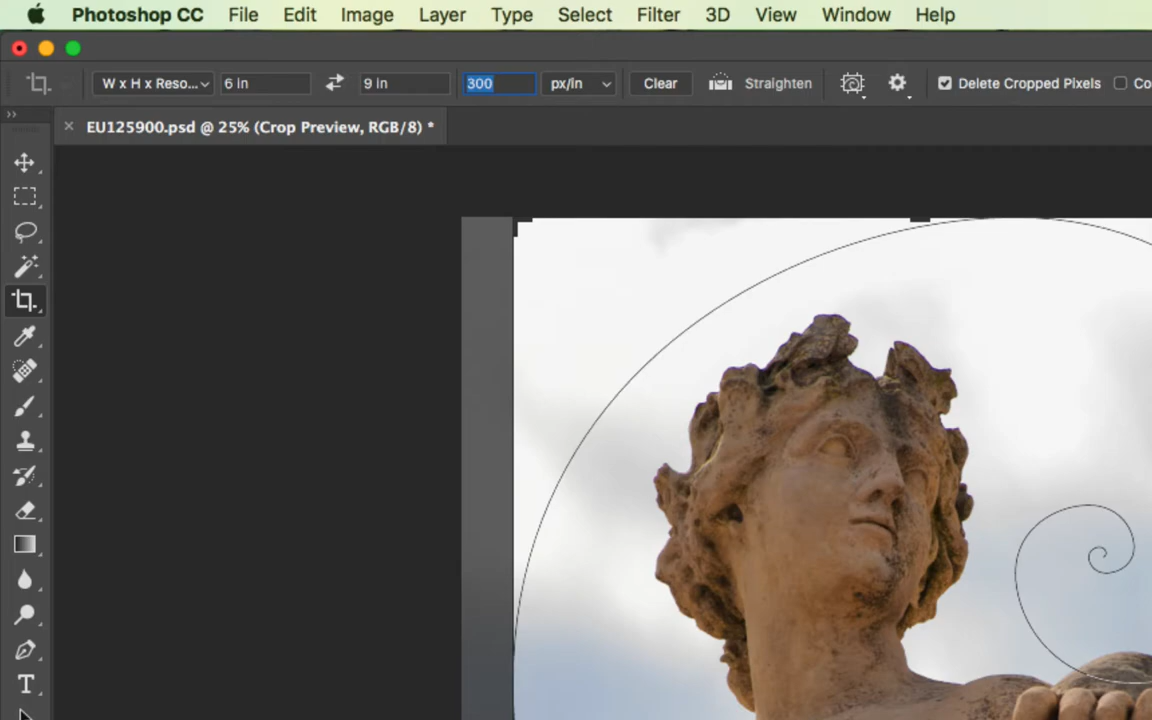 Photoshop CC File Edit Image Layer Type Select Filter 3D View Window Help
W x H x Reso... 6 in 9 in 300 px/in Clear Straighten Delete Cropped Pixels Co
EU125900.psd @ 25% (Crop Preview, RGB/8) *